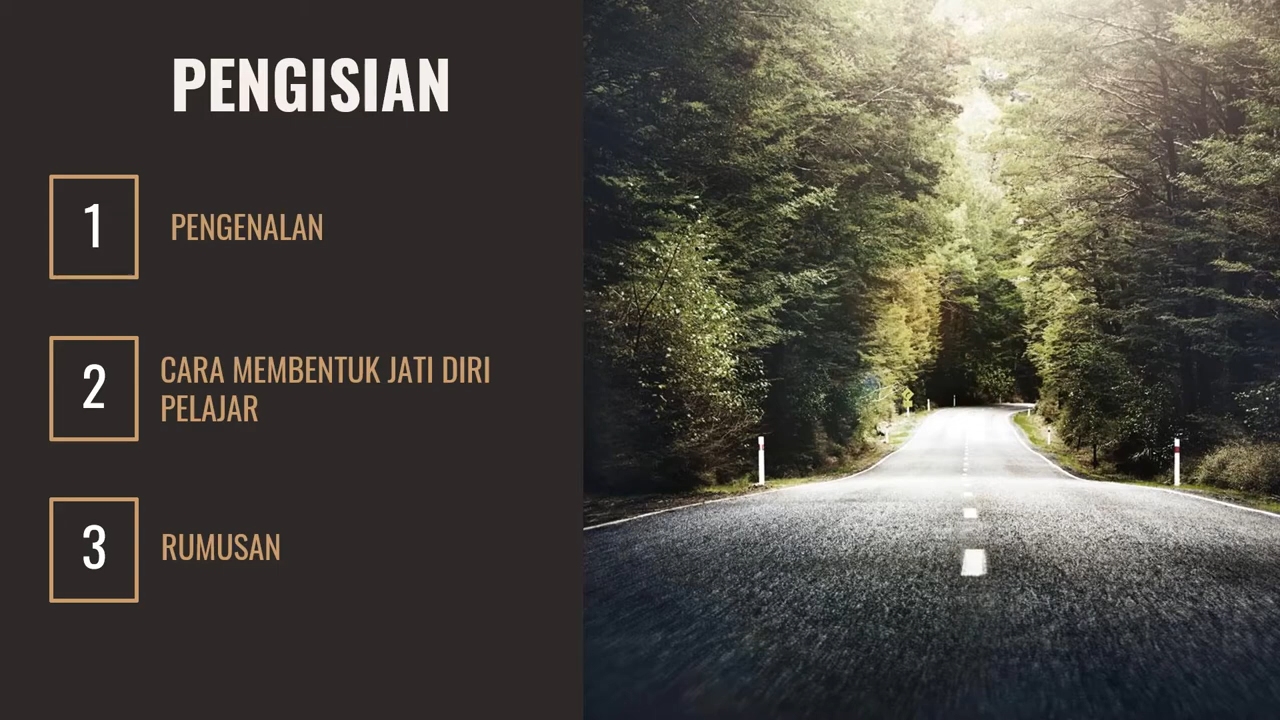 PENGISIAN
1
PENGENALAN
2
CARA MEMBENTUK JATI DIRI
PELAJAR
3
RUMUSAN